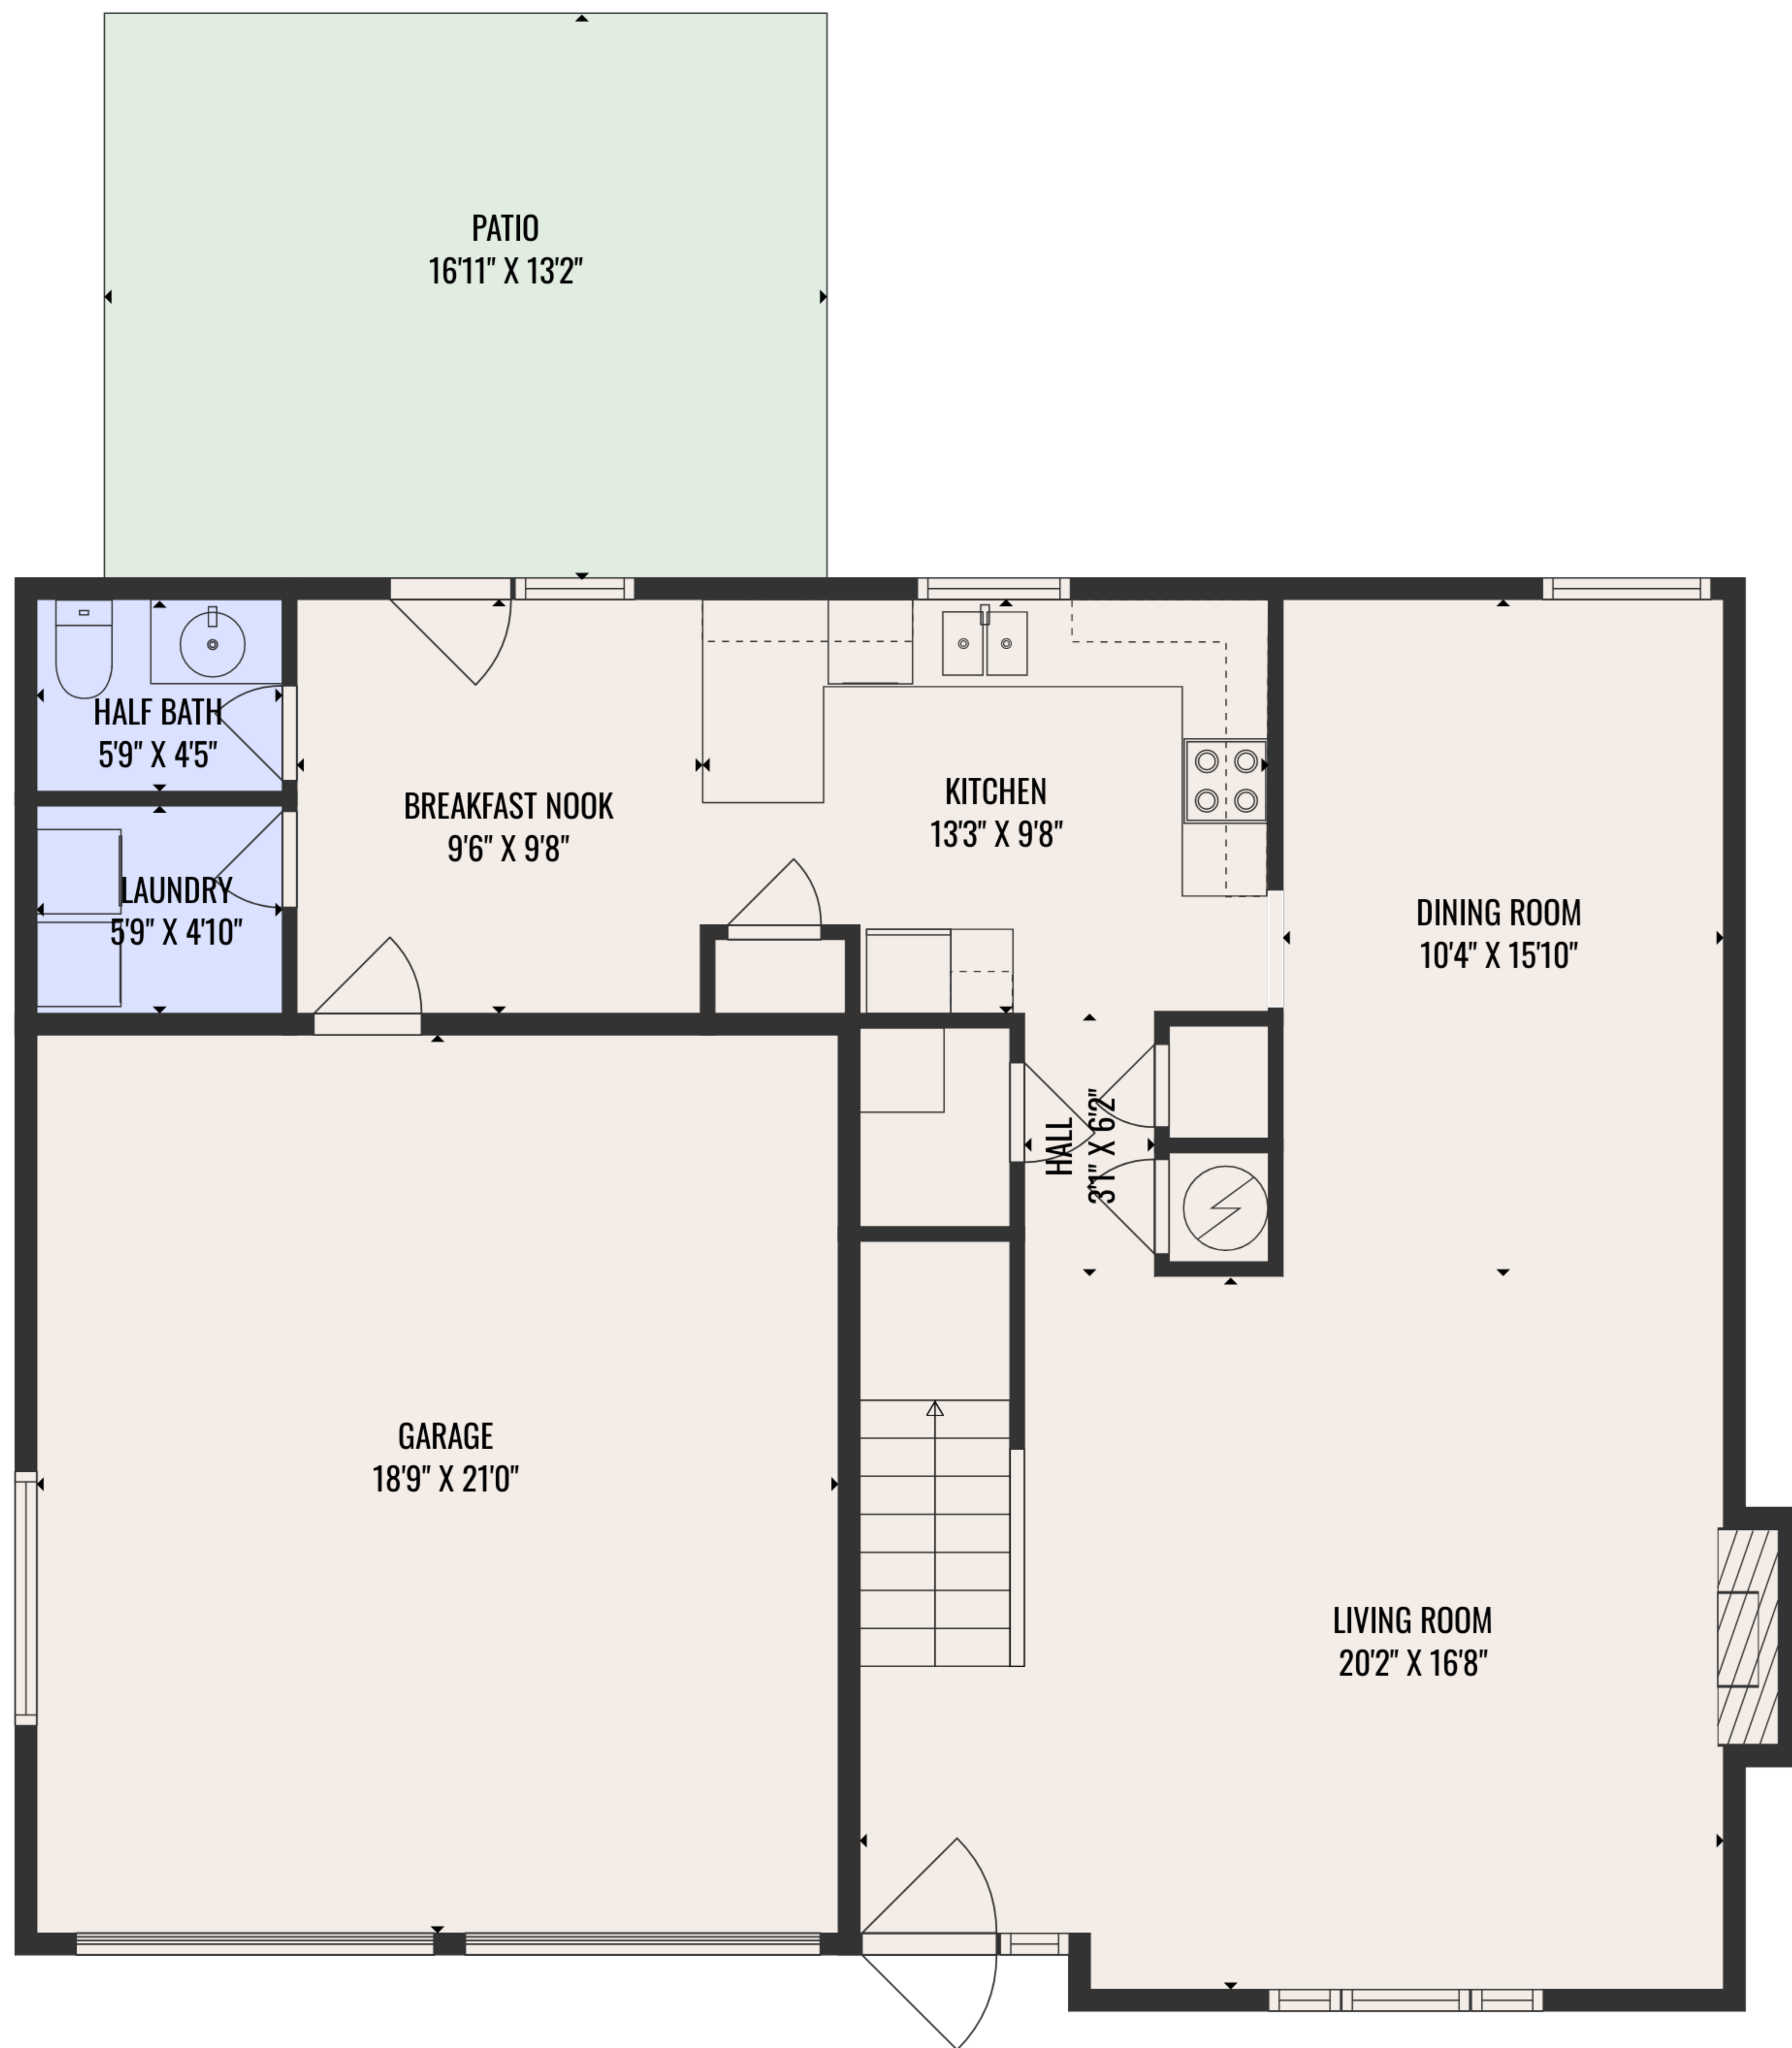 PATIO
16'11" X 13'2"
HALF BATH
5'9" X 4'5"
BREAKFAST NOOK
9'6" X 9'8"
KITCHEN
13'3" X 9'8"
LAUNDRY
5'9" X 4'10"
DINING ROOM
10'4" X 15'10"
HALL
3'1" X 6'2"
GARAGE
18'9" X 21'0"
LIVING ROOM
20'2" X 16'8"